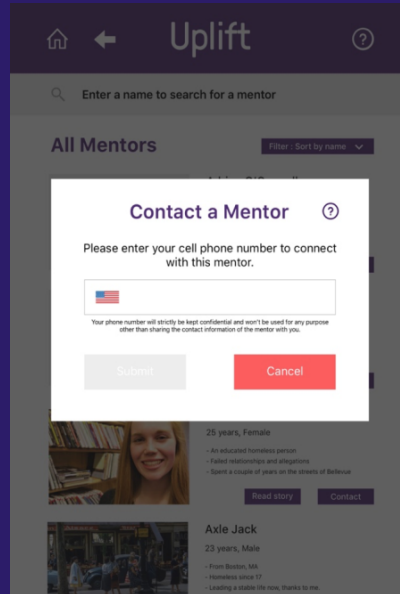 Uplift
?
Enter a name to search for a mentor
All Mentors
Filter : Sort by name
Contact a Mentor
?
Please enter your cell phone number to connect
with this mentor.
Your phone number will strictly be kept confidential and won't be used for any purpose
other than sharing the contact information of the mentor with you.
Submit
Cancel
25 years, Female
- An educated homeless person
- Failed relationships and allegations
- Spent a couple of years on the streets of Bellevue
Read story
Contact
Axle Jack
23 years, Male
- From Boston, MA
- Homeless since 17
- Leading a stable life now, thanks to me.